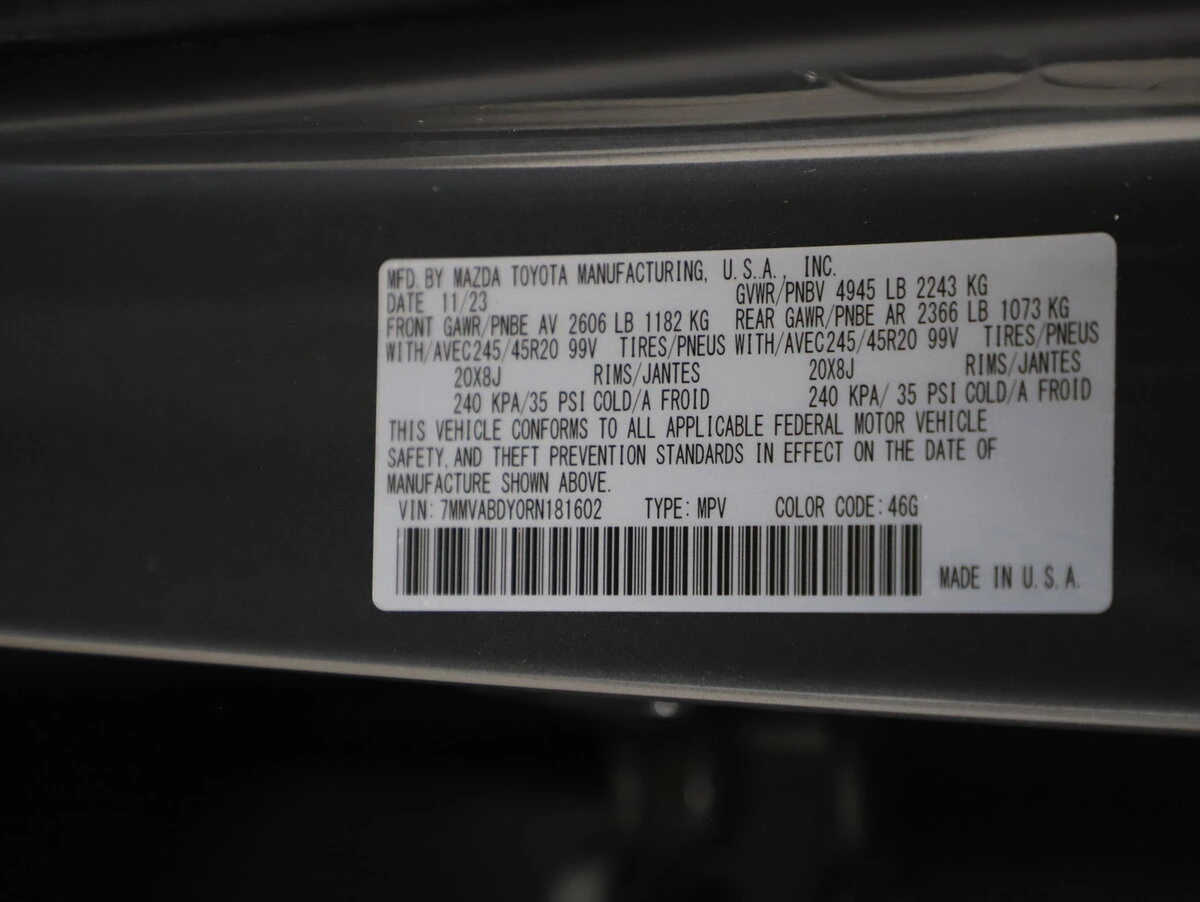 MFD. BY MAZDA TOYOTA MANUFACTURING, U.S.A., INC.
DATE 11/23 GVWR/PNBV 4945 LB 2243 KG
FRONT GAWR/PNBE AV 2606 LB 1182 KG REAR GAWR/PNBE AR 2366 LB 1073 KG
WITH/AVEC245/45R20 99V TIRES/PNEUS WITH/AVEC245/45R20 99V TIRES/PNEUS
20X8J RIMS/JANTES 20X8J RIMS/JANTES
240 KPA/35 PSI COLD/A FROID 240 KPA/ 35 PSI COLD/A FROID
THIS VEHICLE CONFORMS TO ALL APPLICABLE FEDERAL MOTOR VEHICLE
SAFETY, AND THEFT PREVENTION STANDARDS IN EFFECT ON THE DATE OF
MANUFACTURE SHOWN ABOVE.
VIN: 7MMVABDY0RN181602 TYPE: MPV COLOR CODE: 46G
MADE IN U.S.A.